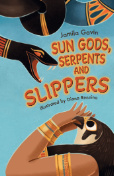 Jamila Gavin
SUN GODS,
SERPENTS
AND
SLIPPERS
Illustrated by